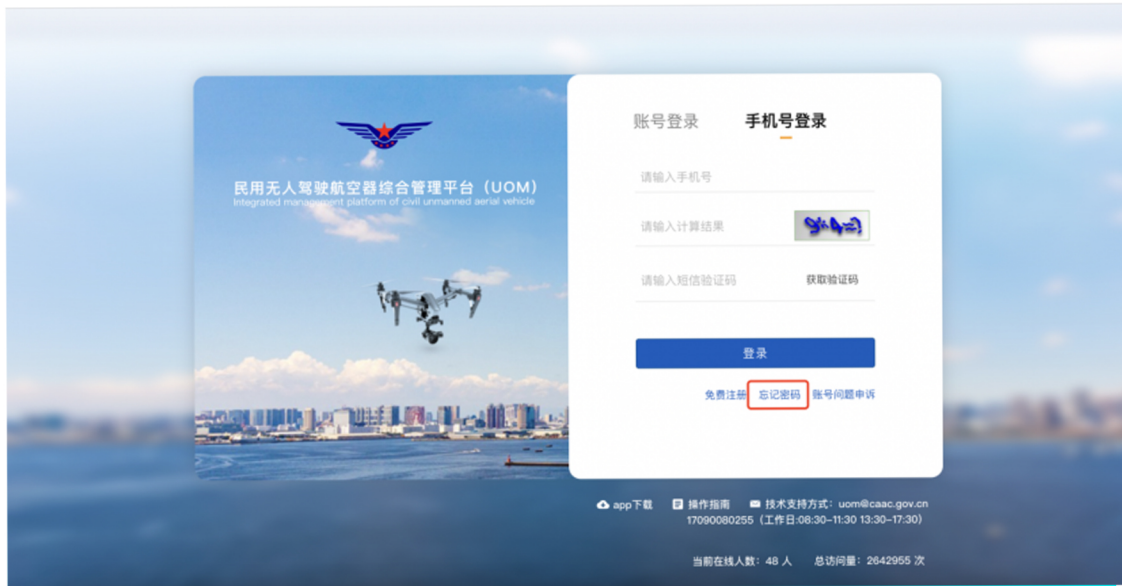 民用无人驾驶航空器综合管理平台（UOM）
Integrated management platform of civil unmanned aerial vehicle
账号登录 手机号登录
请输入手机号
请输入计算结果
请输入短信验证码 获取验证码
登录
免费注册 忘记密码 账号问题申诉
app下载 操作指南 技术支持方式：uom@caac.gov.cn
17090080255（工作日:08:30-11:30 13:30-17:30）
当前在线人数：48 人 总访问量：2642955 次